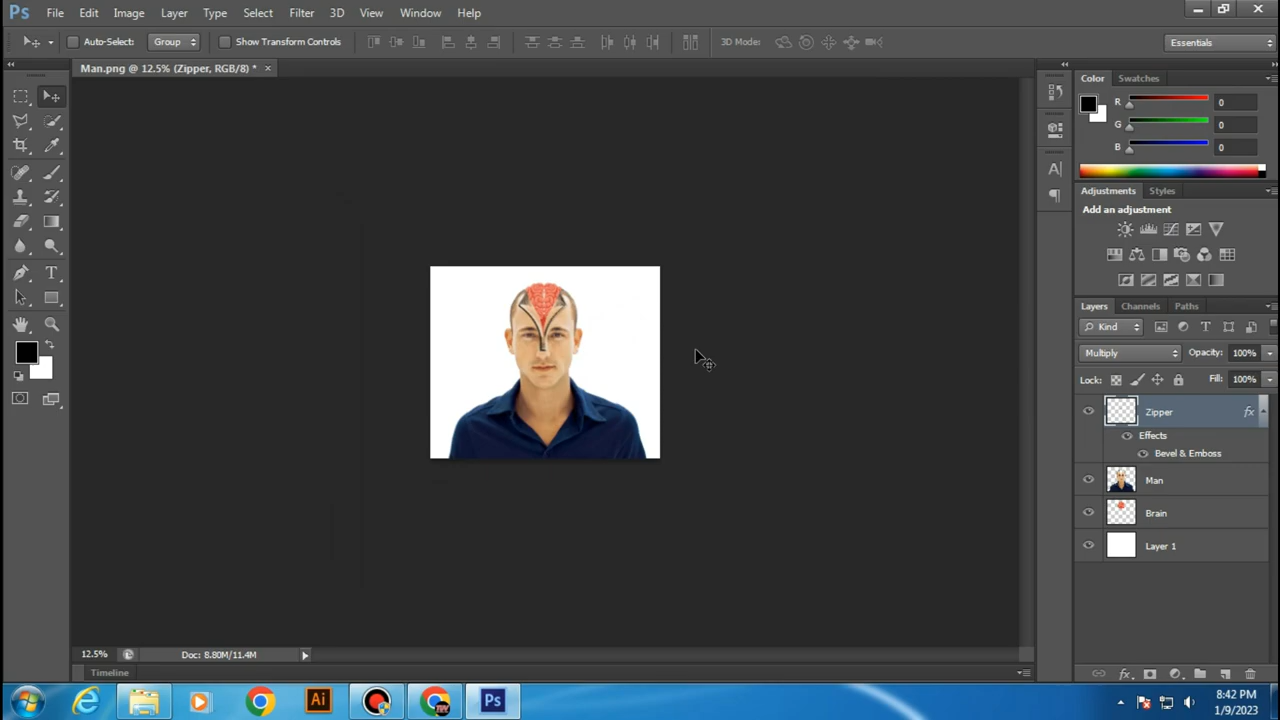 Ps File Edit Image Layer Type Select Filter 3D View Window Help
Auto-Select: Group Show Transform Controls 3D Mode: Essentials
Man.png @ 12.5% (Zipper, RGB/8) * ×
Color Swatches
R 0
G 0
B 0
Adjustments Styles
Add an adjustment
Layers Channels Paths
Kind
Multiply Opacity: 100%
Lock: Fill: 100%
Zipper fx
Effects
Bevel & Emboss
Man
Brain
Layer 1
12.5% Doc: 8.80M/11.4M
Timeline
Ai Ps
8:42 PM
1/9/2023